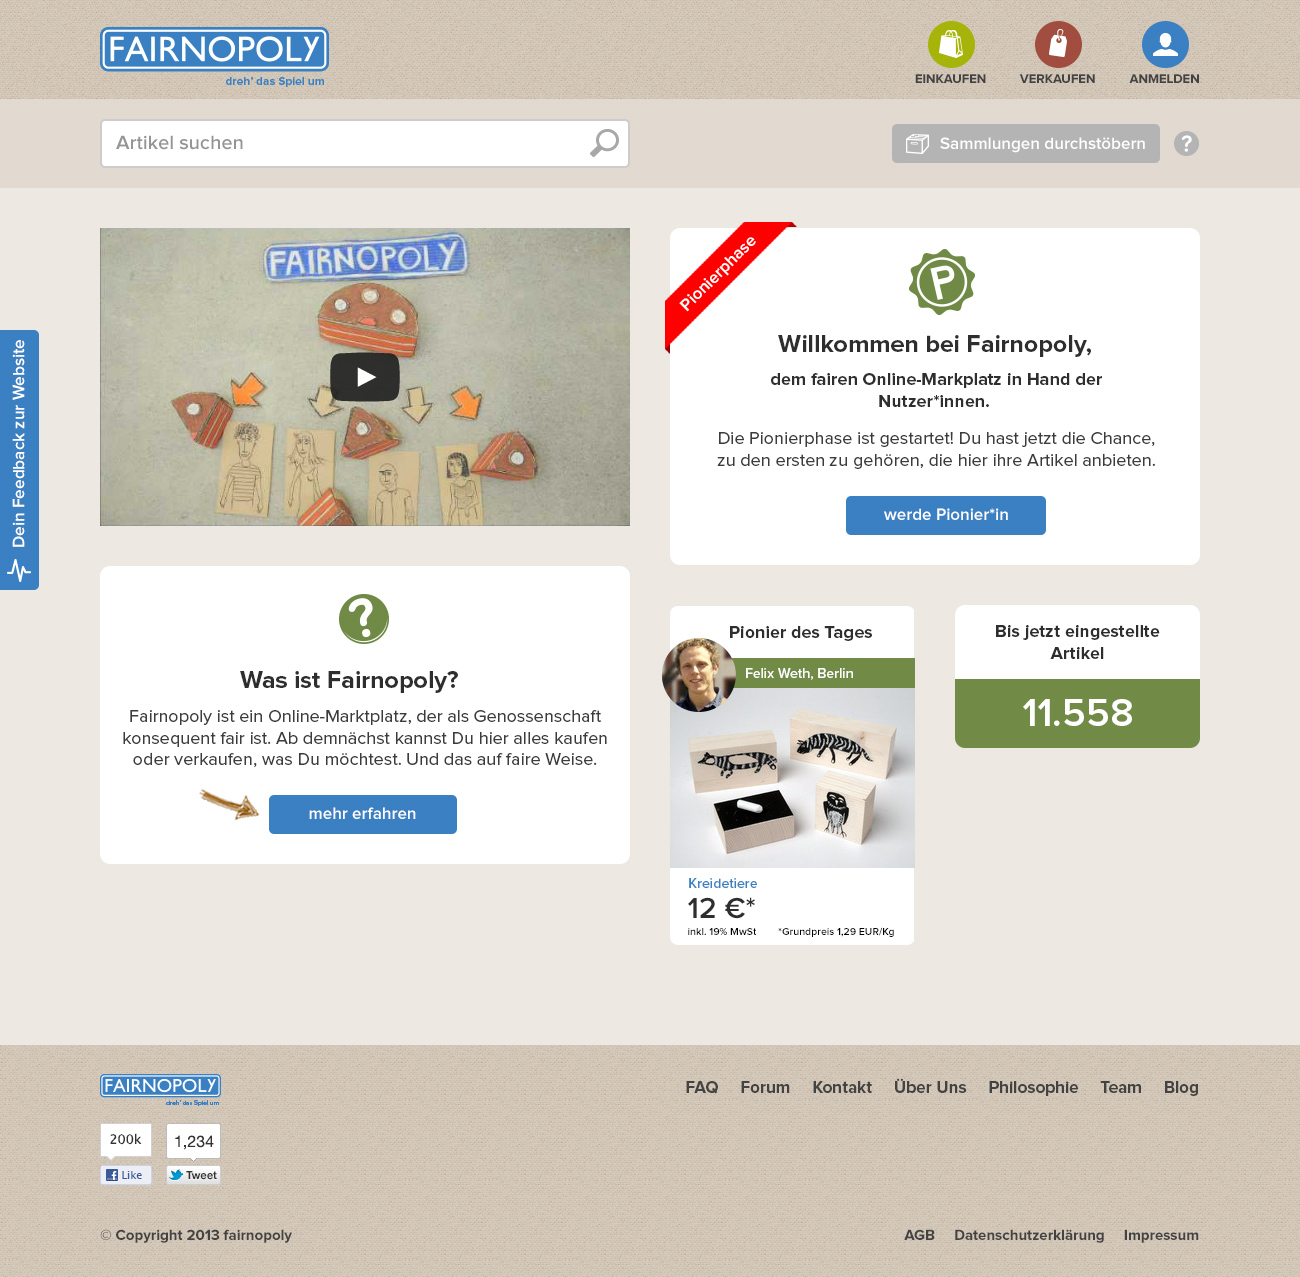 FAIRNOPOLY
dreh' das Spiel um
EINKAUFEN
VERKAUFEN
ANMELDEN
Artikel suchen
Sammlungen durchstöbern
?
FAIRNOPOLY
Pionierphase
P
Willkommen bei Fairnopoly,
dem fairen Online-Markplatz in Hand der
Nutzer*innen.
Die Pionierphase ist gestartet! Du hast jetzt die Chance,
zu den ersten zu gehören, die hier ihre Artikel anbieten.
werde Pionier*in
Dein Feedback zur Website
?
Was ist Fairnopoly?
Fairnopoly ist ein Online-Marktplatz, der als Genossenschaft
konsequent fair ist. Ab demnächst kannst Du hier alles kaufen
oder verkaufen, was Du möchtest. Und das auf faire Weise.
mehr erfahren
Pionier des Tages
Felix Weth, Berlin
Kreidetiere
12 €*
inkl. 19% MwSt
*Grundpreis 1,29 EUR/Kg
Bis jetzt eingestellte
Artikel
11.558
FAIRNOPOLY
dreh' das Spiel um
200k
Like
1,234
Tweet
FAQ
Forum
Kontakt
Über Uns
Philosophie
Team
Blog
© Copyright 2013 fairnopoly
AGB
Datenschutzerklärung
Impressum